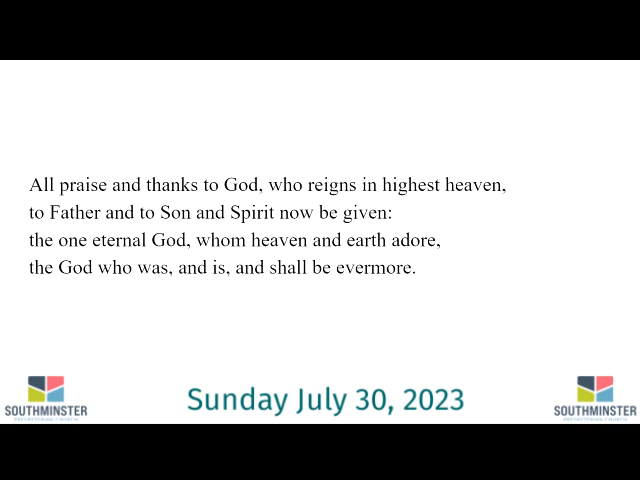 All praise and thanks to God, who reigns in highest heaven,
to Father and to Son and Spirit now be given:
the one eternal God, whom heaven and earth adore,
the God who was, and is, and shall be evermore.
Sunday July 30, 2023
SOUTHMINSTER
SOUTHMINSTER